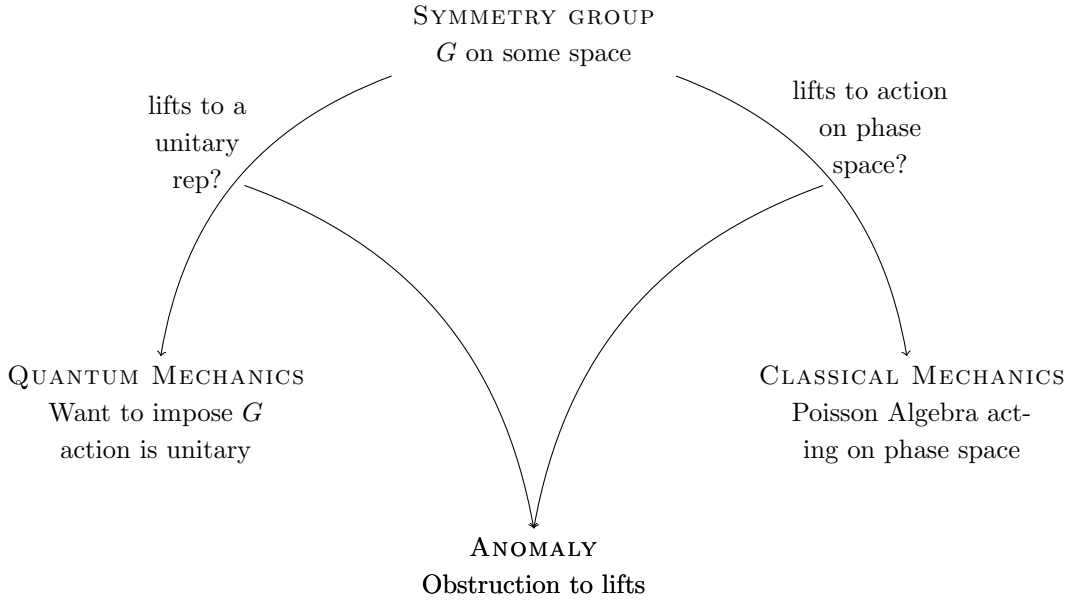 SYMMETRY GROUP
G on some space
lifts to a
unitary
rep?
lifts to action
on phase
space?
QUANTUM MECHANICS
Want to impose G
action is unitary
CLASSICAL MECHANICS
Poisson Algebra act-
ing on phase space
ANOMALY
Obstruction to lifts